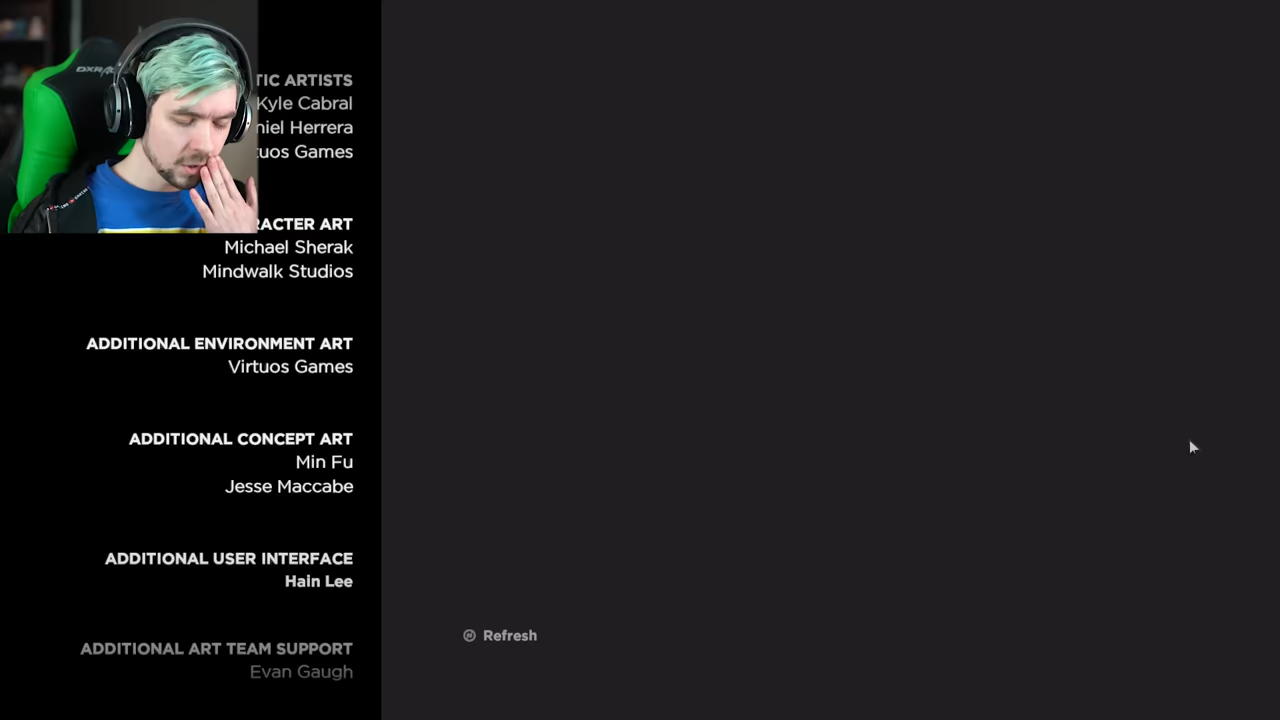 TIC ARTISTS
Kyle Cabral
niel Herrera
tuos Games
RACTER ART
Michael Sherak
Mindwalk Studios
ADDITIONAL ENVIRONMENT ART
Virtuos Games
ADDITIONAL CONCEPT ART
Min Fu
Jesse Maccabe
ADDITIONAL USER INTERFACE
Hain Lee
ADDITIONAL ART TEAM SUPPORT
Evan Gaugh
Refresh